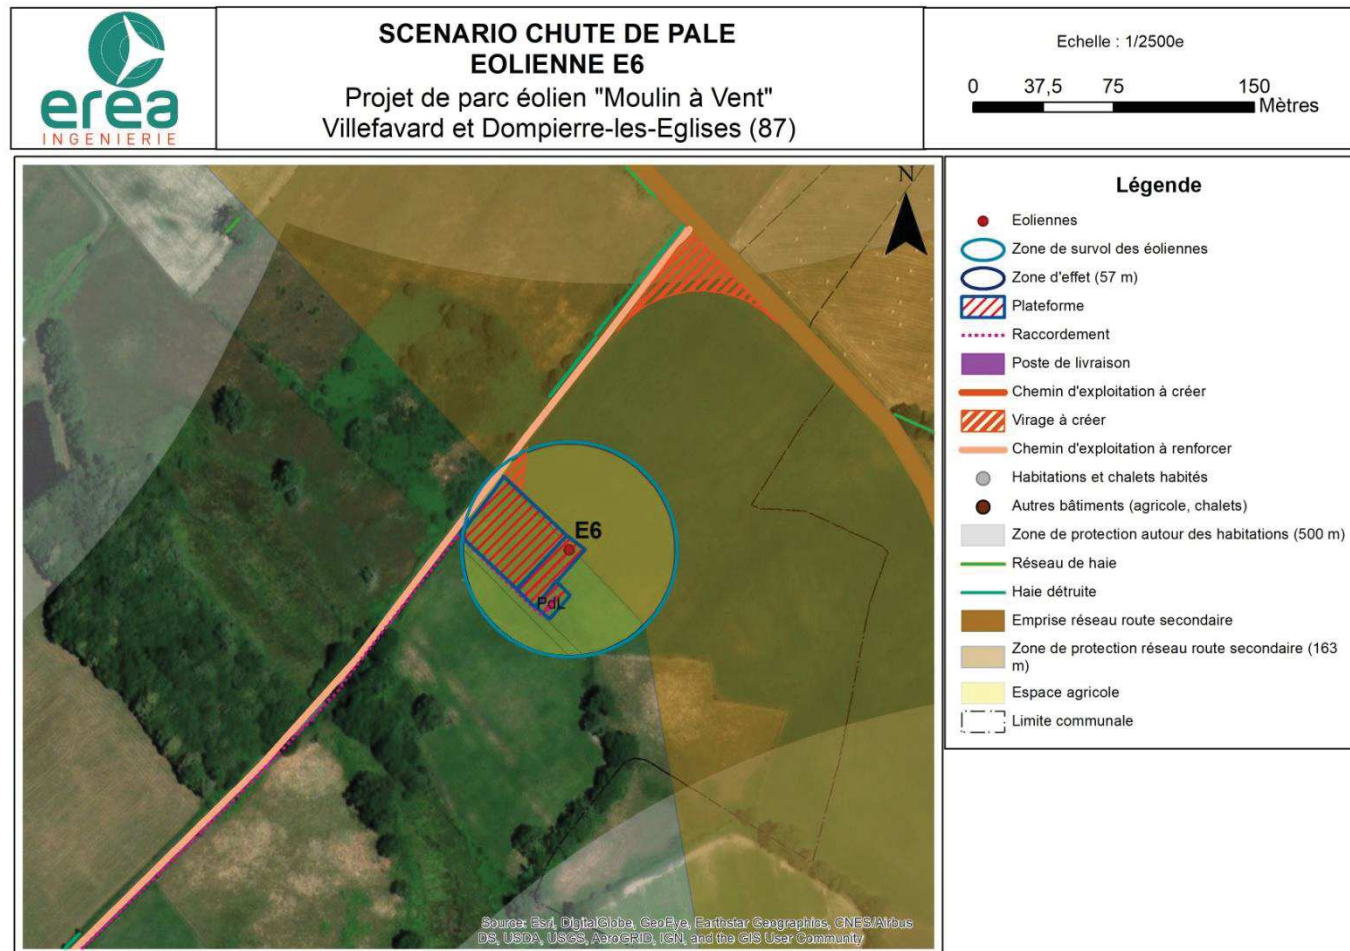 erea
INGENIERIE
SCENARIO CHUTE DE PALE
EOLIENNE E6
Projet de parc éolien "Moulin à Vent"
Villefavard et Dompierre-les-Eglises (87)
Echelle : 1/2500e
0 37,5 75 150
Mètres
N
E6
PdL
Source: Esri, DigitalGlobe, GeoEye, Earthstar Geographics, CNES/Airbus
DS, USDA, USGS, AeroGRID, IGN, and the GIS User Community
Légende
Eoliennes
Zone de survol des éoliennes
Zone d'effet (57 m)
Plateforme
Raccordement
Poste de livraison
Chemin d'exploitation à créer
Virage à créer
Chemin d'exploitation à renforcer
Habitations et chalets habités
Autres bâtiments (agricole, chalets)
Zone de protection autour des habitations (500 m)
Réseau de haie
Haie détruite
Emprise réseau route secondaire
Zone de protection réseau route secondaire (163
m)
Espace agricole
Limite communale